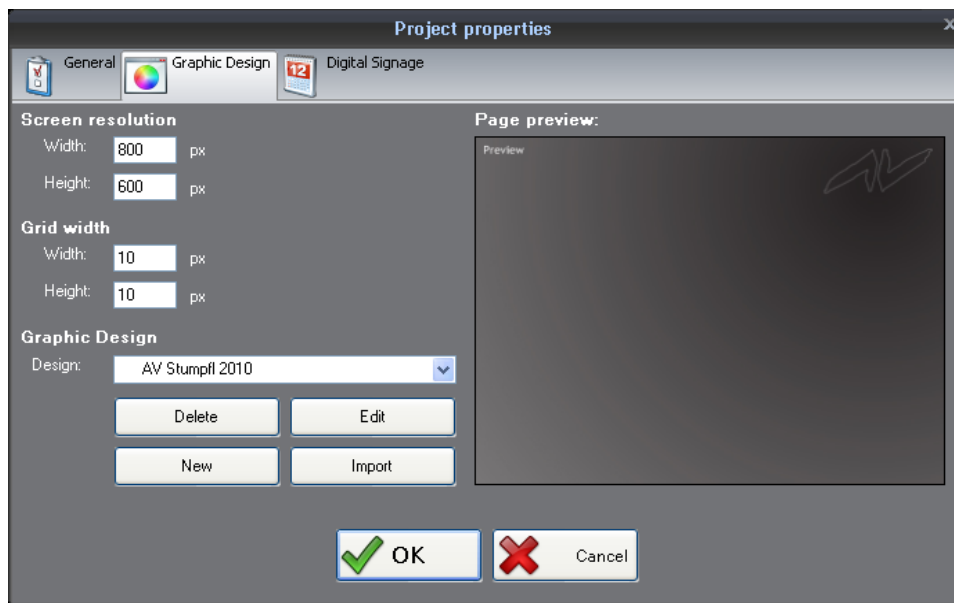 Project properties
x
General Graphic Design Digital Signage
12
Screen resolution
Width: 800 px
Height: 600 px
Grid width
Width: 10 px
Height: 10 px
Graphic Design
Design: AV Stumpfl 2010
Delete Edit
New Import
Page preview:
Preview
OK Cancel